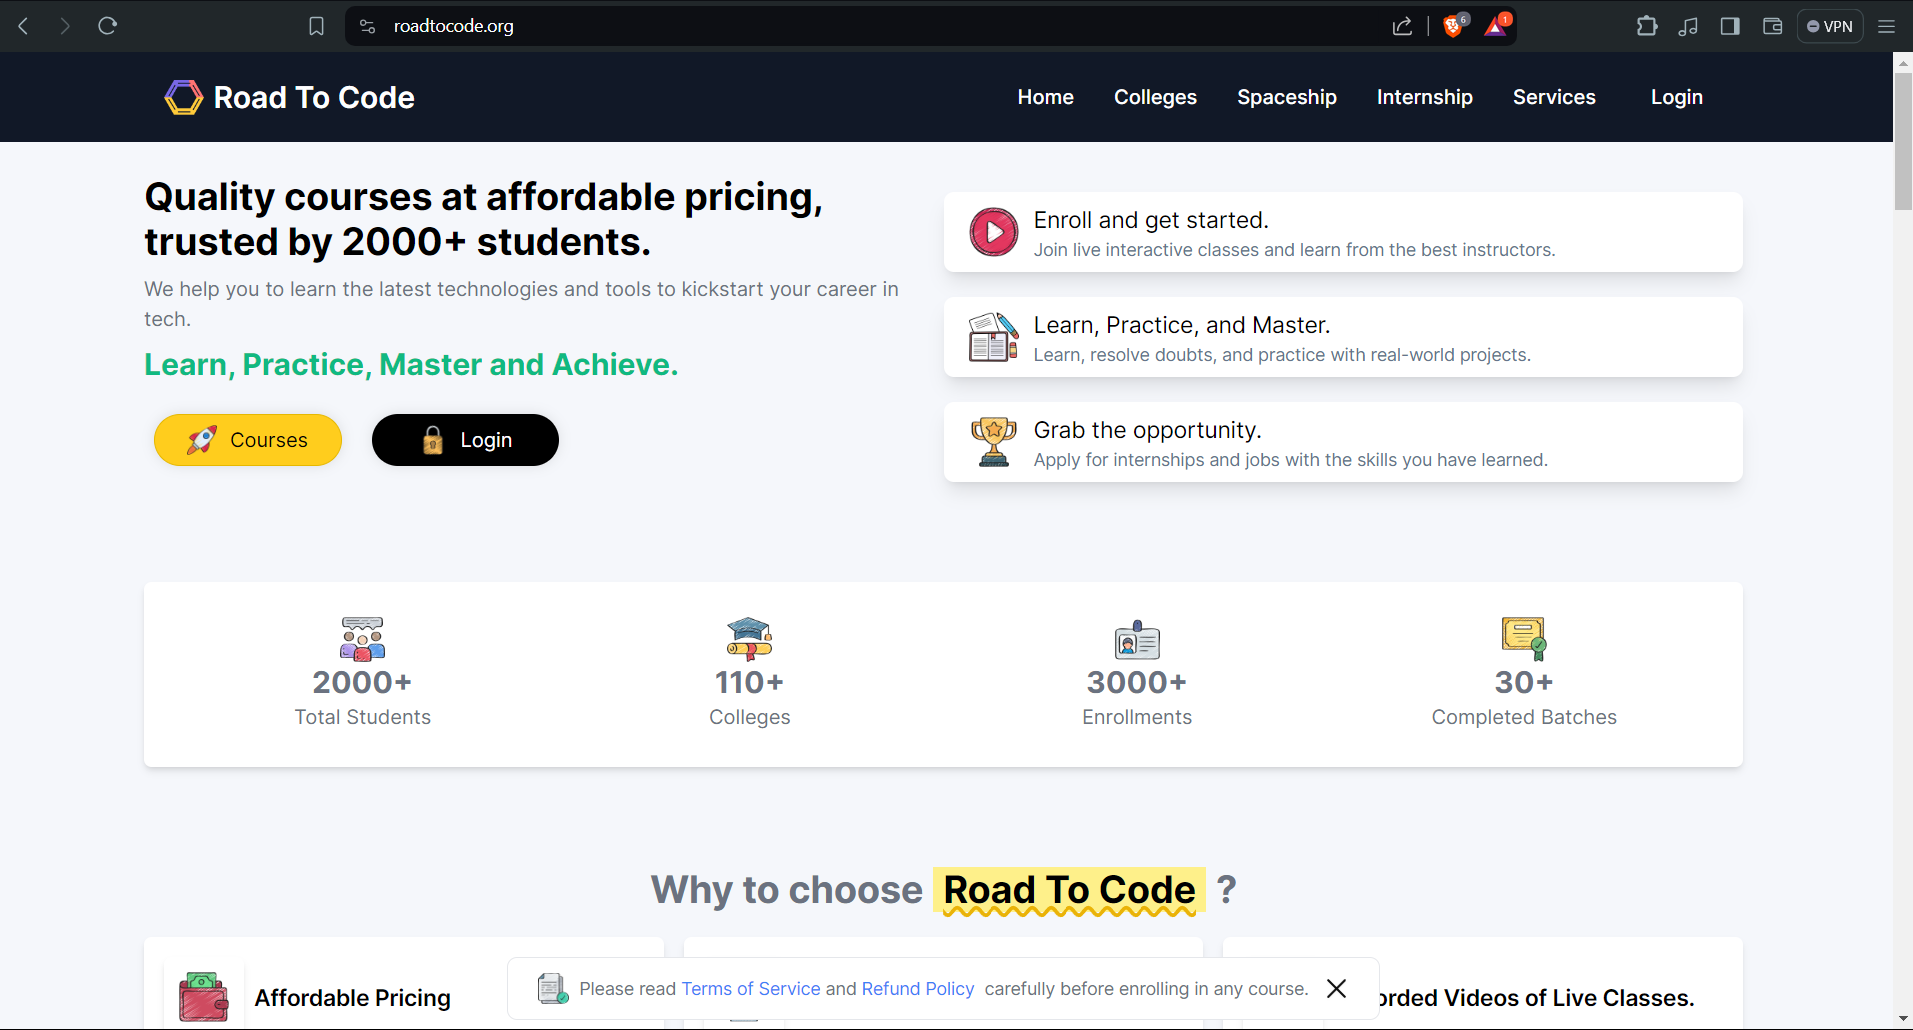 roadtocode.org
6
1
VPN
Road To Code
Home
Colleges
Spaceship
Internship
Services
Login
Quality courses at affordable pricing,
trusted by 2000+ students.
We help you to learn the latest technologies and tools to kickstart your career in
tech.
Learn, Practice, Master and Achieve.
Courses
Login
Enroll and get started.
Join live interactive classes and learn from the best instructors.
Learn, Practice, and Master.
Learn, resolve doubts, and practice with real-world projects.
Grab the opportunity.
Apply for internships and jobs with the skills you have learned.
2000+
Total Students
110+
Colleges
3000+
Enrollments
30+
Completed Batches
Why to choose Road To Code ?
Affordable Pricing
Please read Terms of Service and Refund Policy carefully before enrolling in any course.
orded Videos of Live Classes.